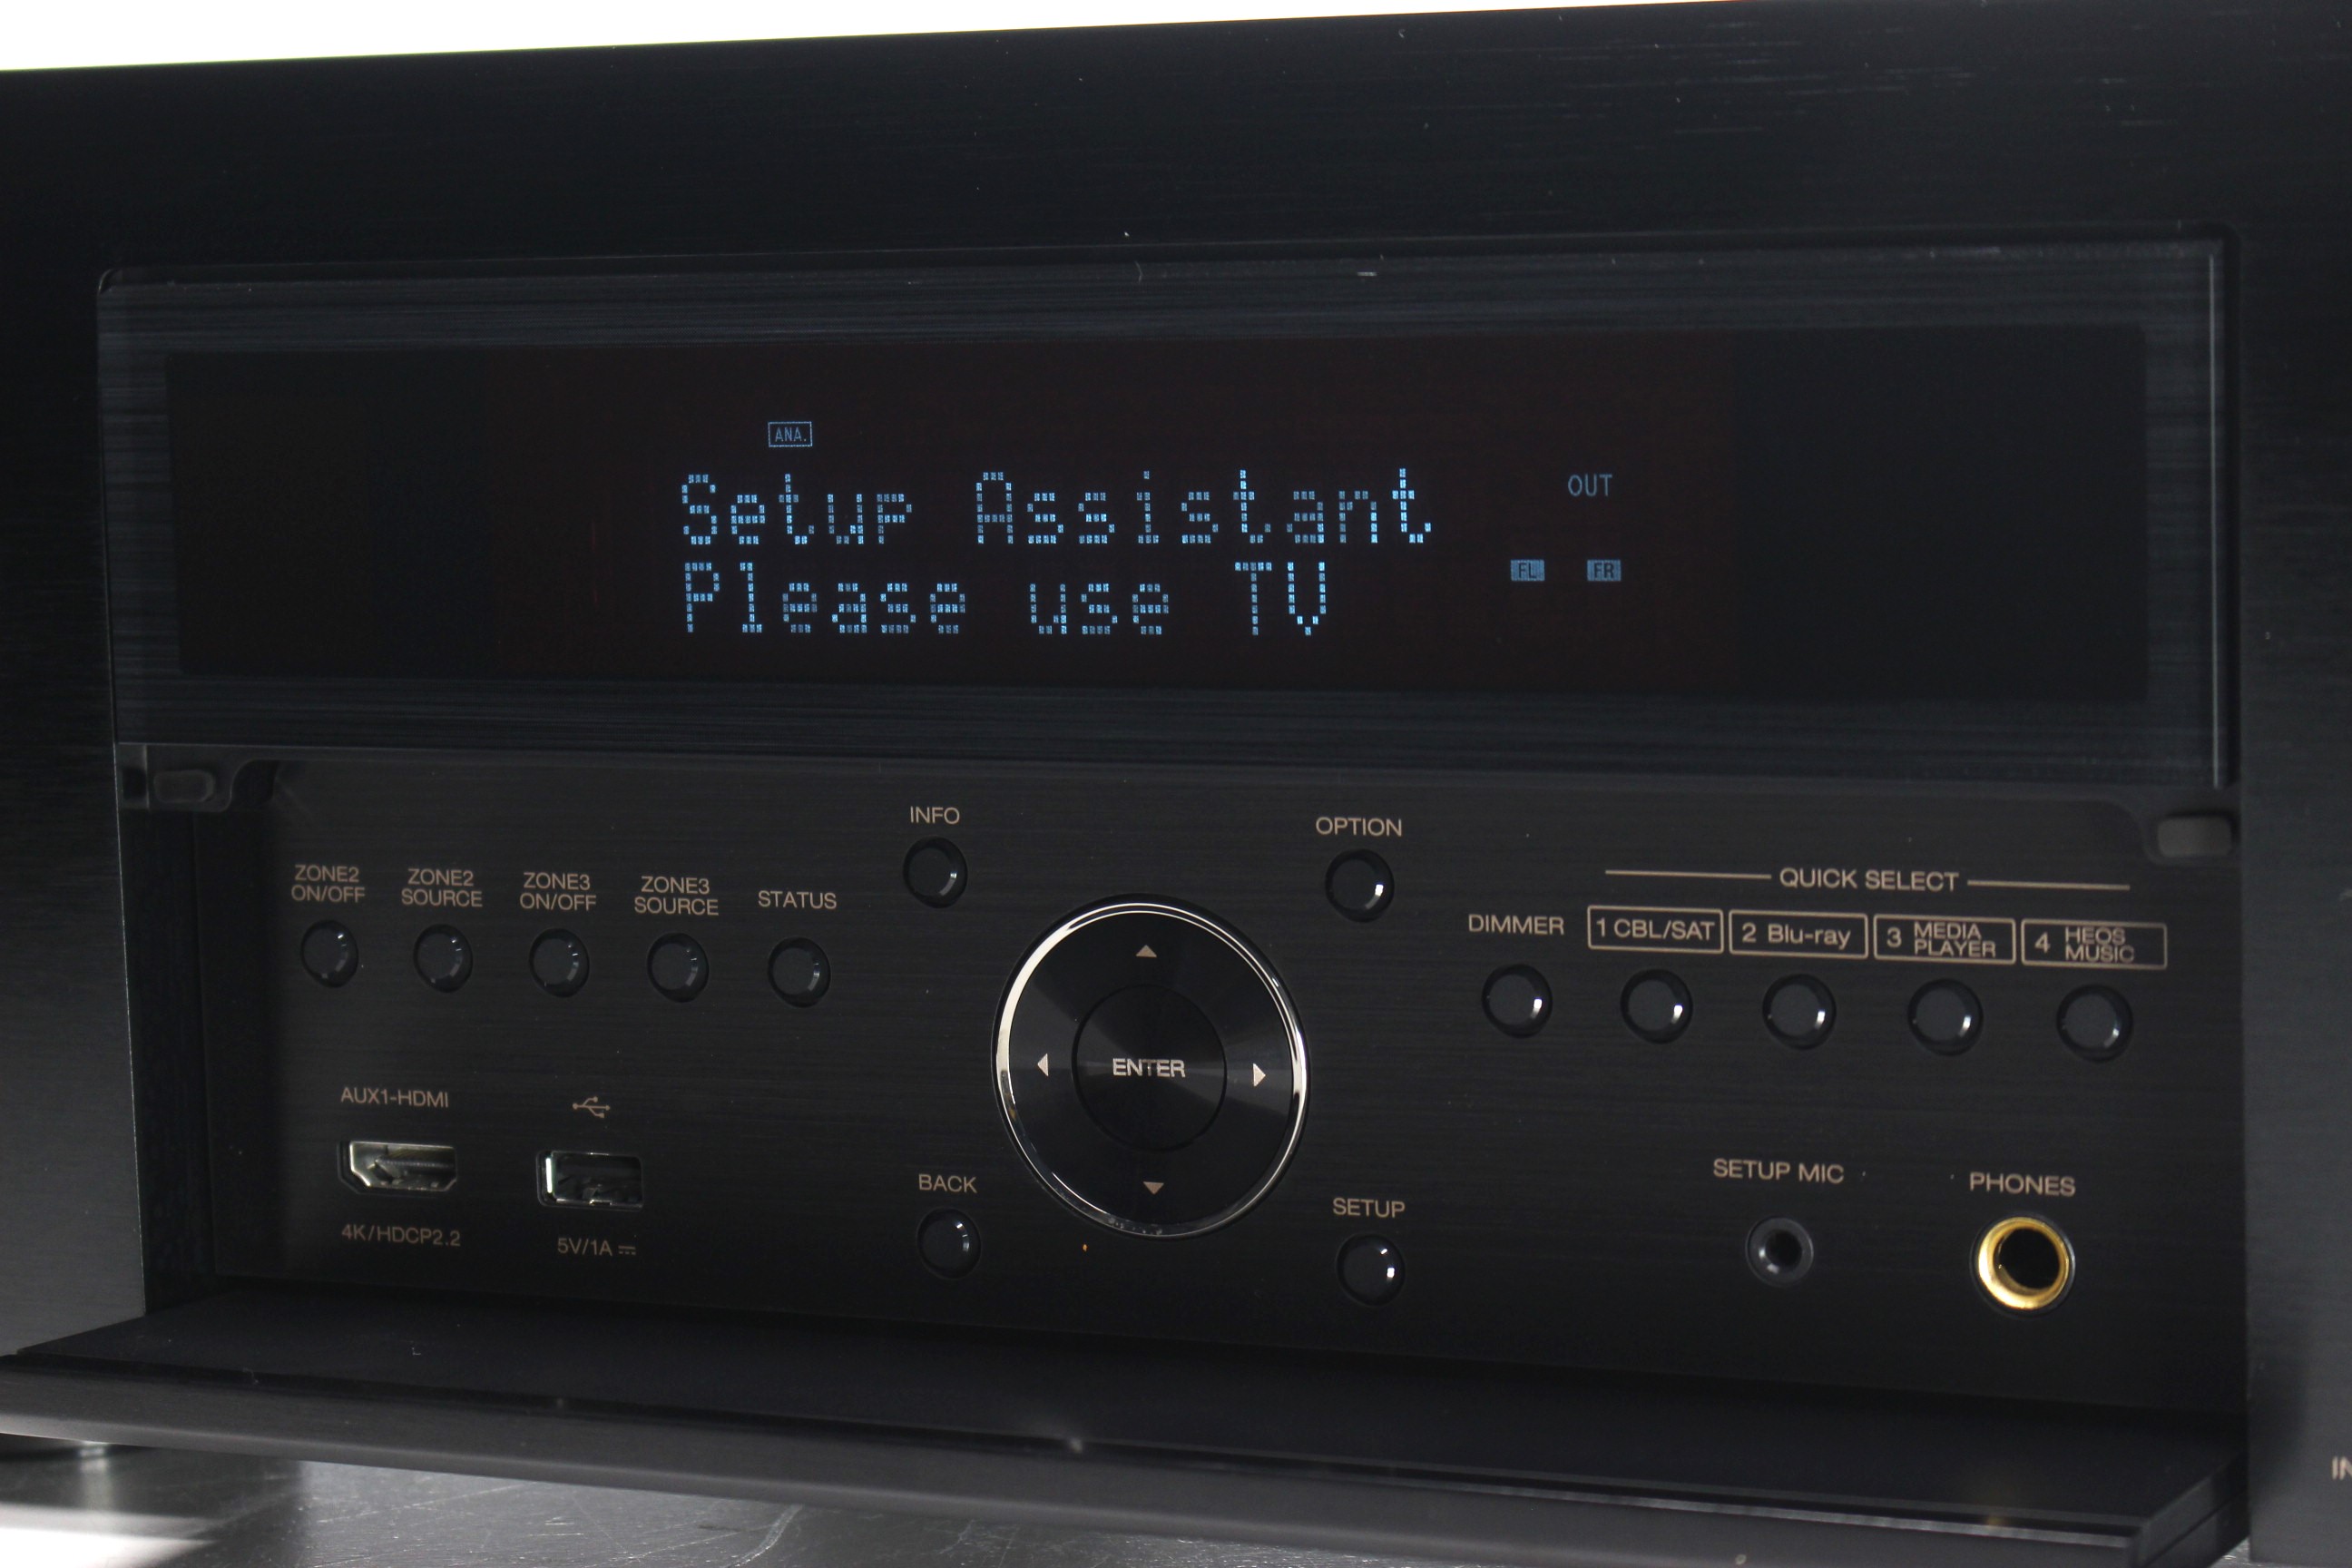 ANA.
Setup Assistant
OUT
Please use TV
FL FR
INFO
OPTION
ZONE2
ON/OFF
ZONE2
SOURCE
ZONE3
ON/OFF
ZONE3
SOURCE
STATUS
QUICK SELECT
DIMMER
1 CBL/SAT
2 Blu-ray
3 MEDIA
PLAYER
4 HEOS
MUSIC
ENTER
AUX1-HDMI
4K/HDCP2.2
5V/1A
BACK
SETUP
SETUP MIC
PHONES